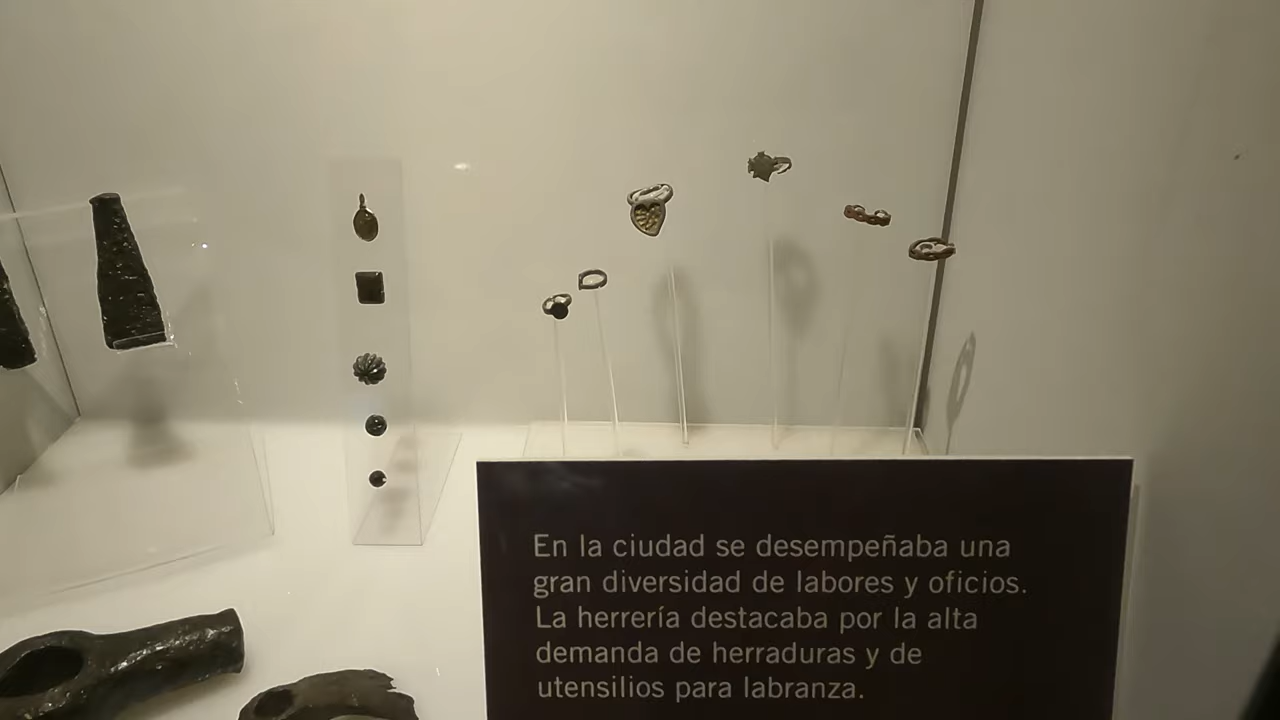 En la ciudad se desempeñaba una
gran diversidad de labores y oficios.
La herrería destacaba por la alta
demanda de herraduras y de
utensilios para labranza.